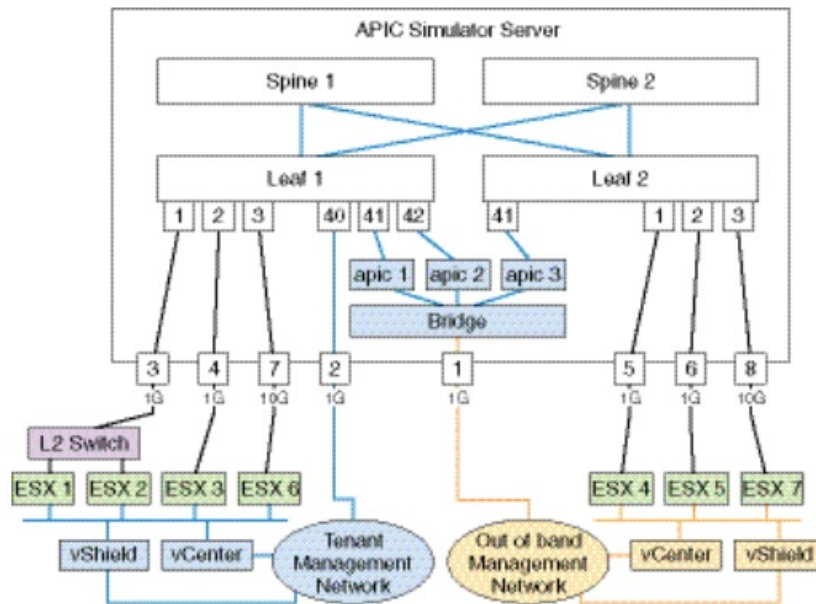 APIC Simulator Server
Spine 1 Spine 2
Leaf 1 Leaf 2
1 2 3 40 41 42 41 1 2 3
apic 1 apic 2 apic 3
Bridge
3 4 7 2 1 5 6 8
1G 1G 10G 1G 1G 1G 1G 10G
L2 Switch
ESX 1 ESX 2 ESX 3 ESX 6 ESX 4 ESX 5 ESX 7
vShield vCenter Tenant Out of band vCenter vShield
Management Management
Network Network